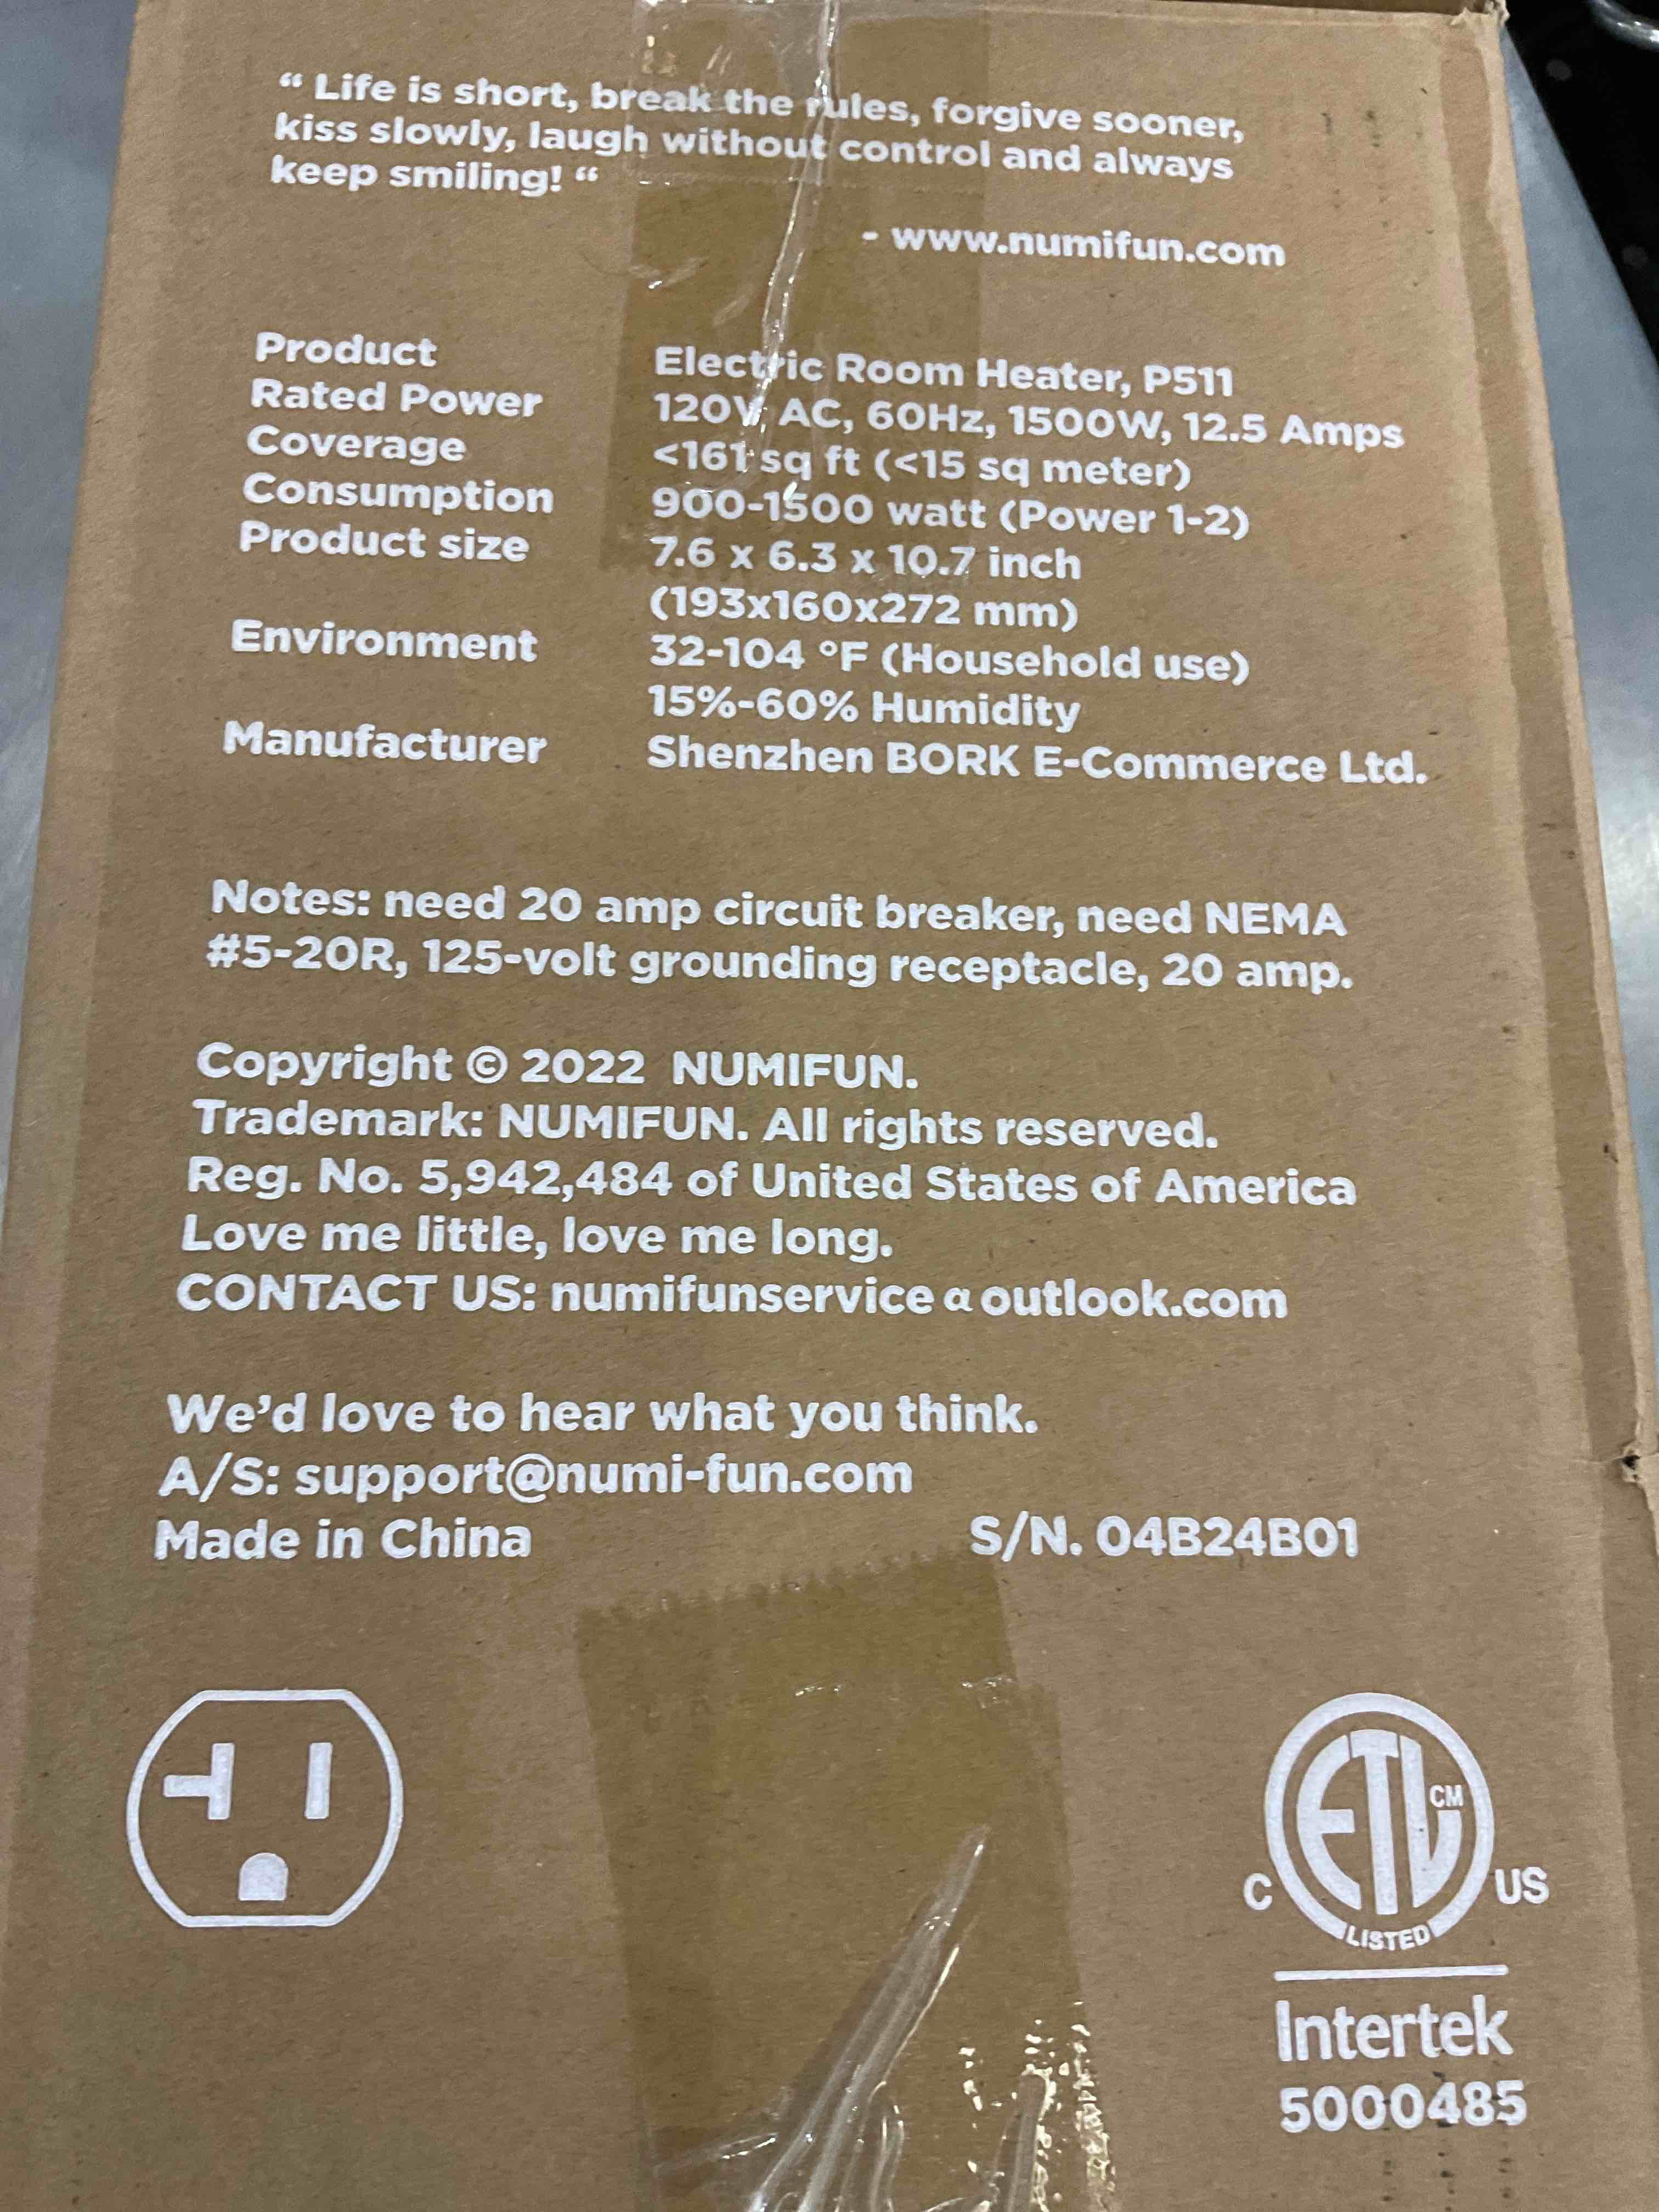 “ Life is short, break the rules, forgive sooner,
kiss slowly, laugh without control and always
keep smiling! “
- www.numifun.com
Product Electric Room Heater, P511
Rated Power 120V AC, 60Hz, 1500W, 12.5 Amps
Coverage <161 sq ft (<15 sq meter)
Consumption 900-1500 watt (Power 1-2)
Product size 7.6 x 6.3 x 10.7 inch
(193x160x272 mm)
Environment 32-104 °F (Household use)
15%-60% Humidity
Manufacturer Shenzhen BORK E-Commerce Ltd.
Notes: need 20 amp circuit breaker, need NEMA
#5-20R, 125-volt grounding receptacle, 20 amp.
Copyright © 2022 NUMIFUN.
Trademark: NUMIFUN. All rights reserved.
Reg. No. 5,942,484 of United States of America
Love me little, love me long.
CONTACT US: numifunservice a outlook.com
We’d love to hear what you think.
A/S: support@numi-fun.com
Made in China S/N. 04B24B01
ETL CM
C US
LISTED
Intertek
5000485